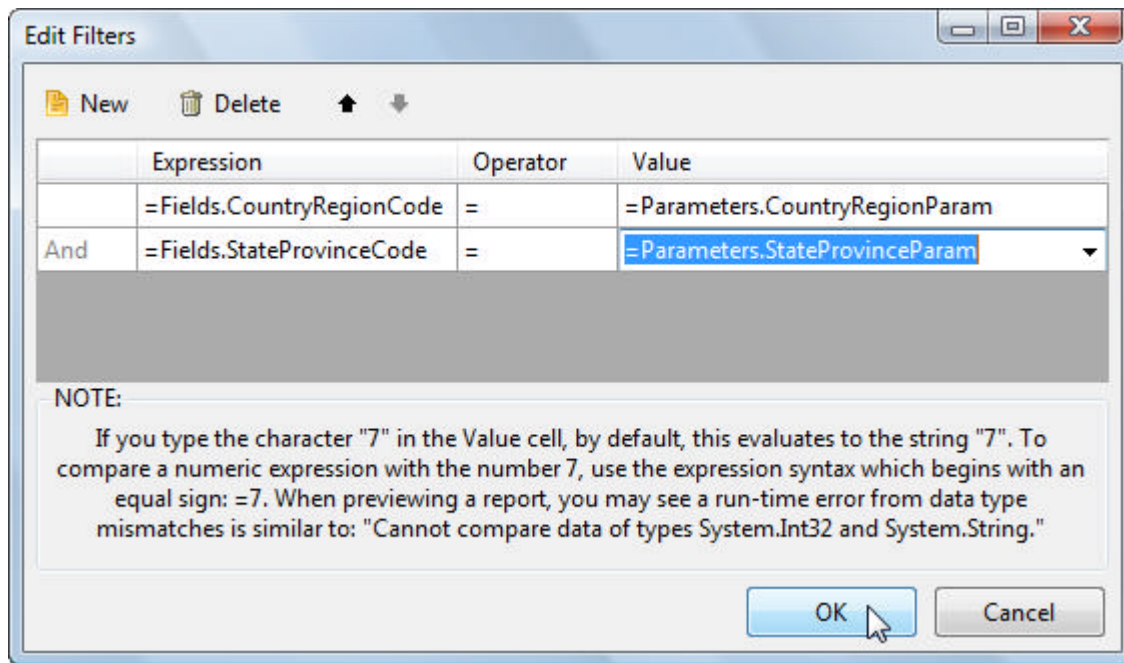 Edit Filters
New Delete
Expression Operator Value
=Fields.CountryRegionCode = =Parameters.CountryRegionParam
And =Fields.StateProvinceCode = =Parameters.StateProvinceParam
NOTE:
If you type the character "7" in the Value cell, by default, this evaluates to the string "7". To
compare a numeric expression with the number 7, use the expression syntax which begins with an
equal sign: =7. When previewing a report, you may see a run-time error from data type
mismatches is similar to: "Cannot compare data of types System.Int32 and System.String."
OK Cancel